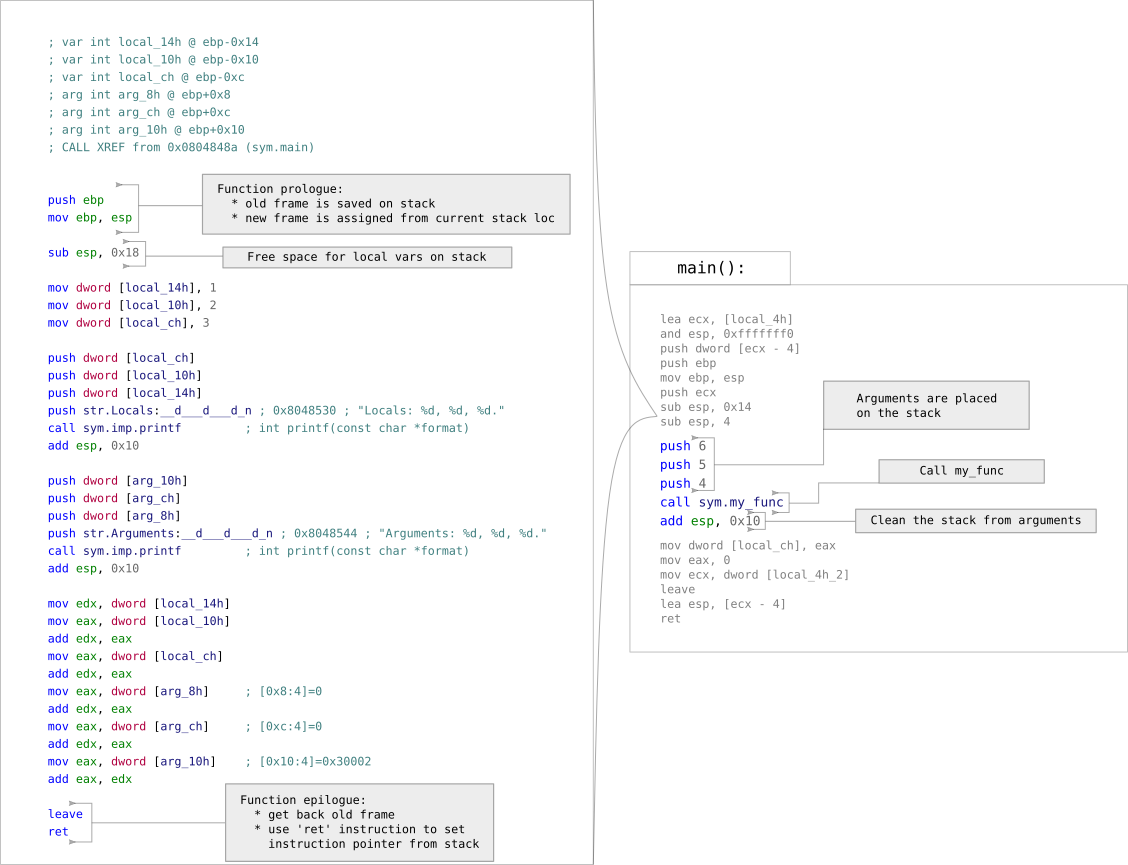 ; var int local_14h @ ebp-0x14
; var int local_10h @ ebp-0x10
; var int local_ch @ ebp-0xc
; arg int arg_8h @ ebp+0x8
; arg int arg_ch @ ebp+0xc
; arg int arg_10h @ ebp+0x10
; CALL XREF from 0x0804848a (sym.main)
push ebp
mov ebp, esp
Function prologue:
* old frame is saved on stack
* new frame is assigned from current stack loc
sub esp, 0x18
Free space for local vars on stack
mov dword [local_14h], 1
mov dword [local_10h], 2
mov dword [local_ch], 3
push dword [local_ch]
push dword [local_10h]
push dword [local_14h]
push str.Locals:__d___d___d_n ; 0x8048530 ; "Locals: %d, %d, %d."
call sym.imp.printf         ; int printf(const char *format)
add esp, 0x10
push dword [arg_10h]
push dword [arg_ch]
push dword [arg_8h]
push str.Arguments:__d___d___d_n ; 0x8048544 ; "Arguments: %d, %d, %d."
call sym.imp.printf         ; int printf(const char *format)
add esp, 0x10
mov edx, dword [local_14h]
mov eax, dword [local_10h]
add edx, eax
mov eax, dword [local_ch]
add edx, eax
mov eax, dword [arg_8h]     ; [0x8:4]=0
add edx, eax
mov eax, dword [arg_ch]     ; [0xc:4]=0
add edx, eax
mov eax, dword [arg_10h]    ; [0x10:4]=0x30002
add eax, edx
leave
ret
Function epilogue:
* get back old frame
* use 'ret' instruction to set
instruction pointer from stack
main():
lea ecx, [local_4h]
and esp, 0xfffffff0
push dword [ecx - 4]
push ebp
mov ebp, esp
push ecx
sub esp, 0x14
sub esp, 4
push 6
push 5
push 4
Arguments are placed
on the stack
call sym.my_func
Call my_func
add esp, 0x10
Clean the stack from arguments
mov dword [local_ch], eax
mov eax, 0
mov ecx, dword [local_4h_2]
leave
lea esp, [ecx - 4]
ret